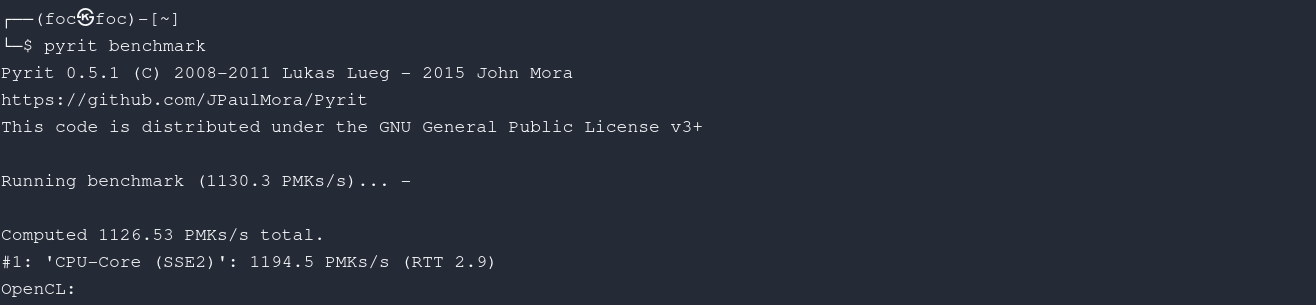 ┌──(foc㉿foc)-[~]
└─$ pyrit benchmark
Pyrit 0.5.1 (C) 2008-2011 Lukas Lueg - 2015 John Mora
https://github.com/JPaulMora/Pyrit
This code is distributed under the GNU General Public License v3+
Running benchmark (1130.3 PMKs/s)... -
Computed 1126.53 PMKs/s total.
#1: 'CPU-Core (SSE2)': 1194.5 PMKs/s (RTT 2.9)
OpenCL: